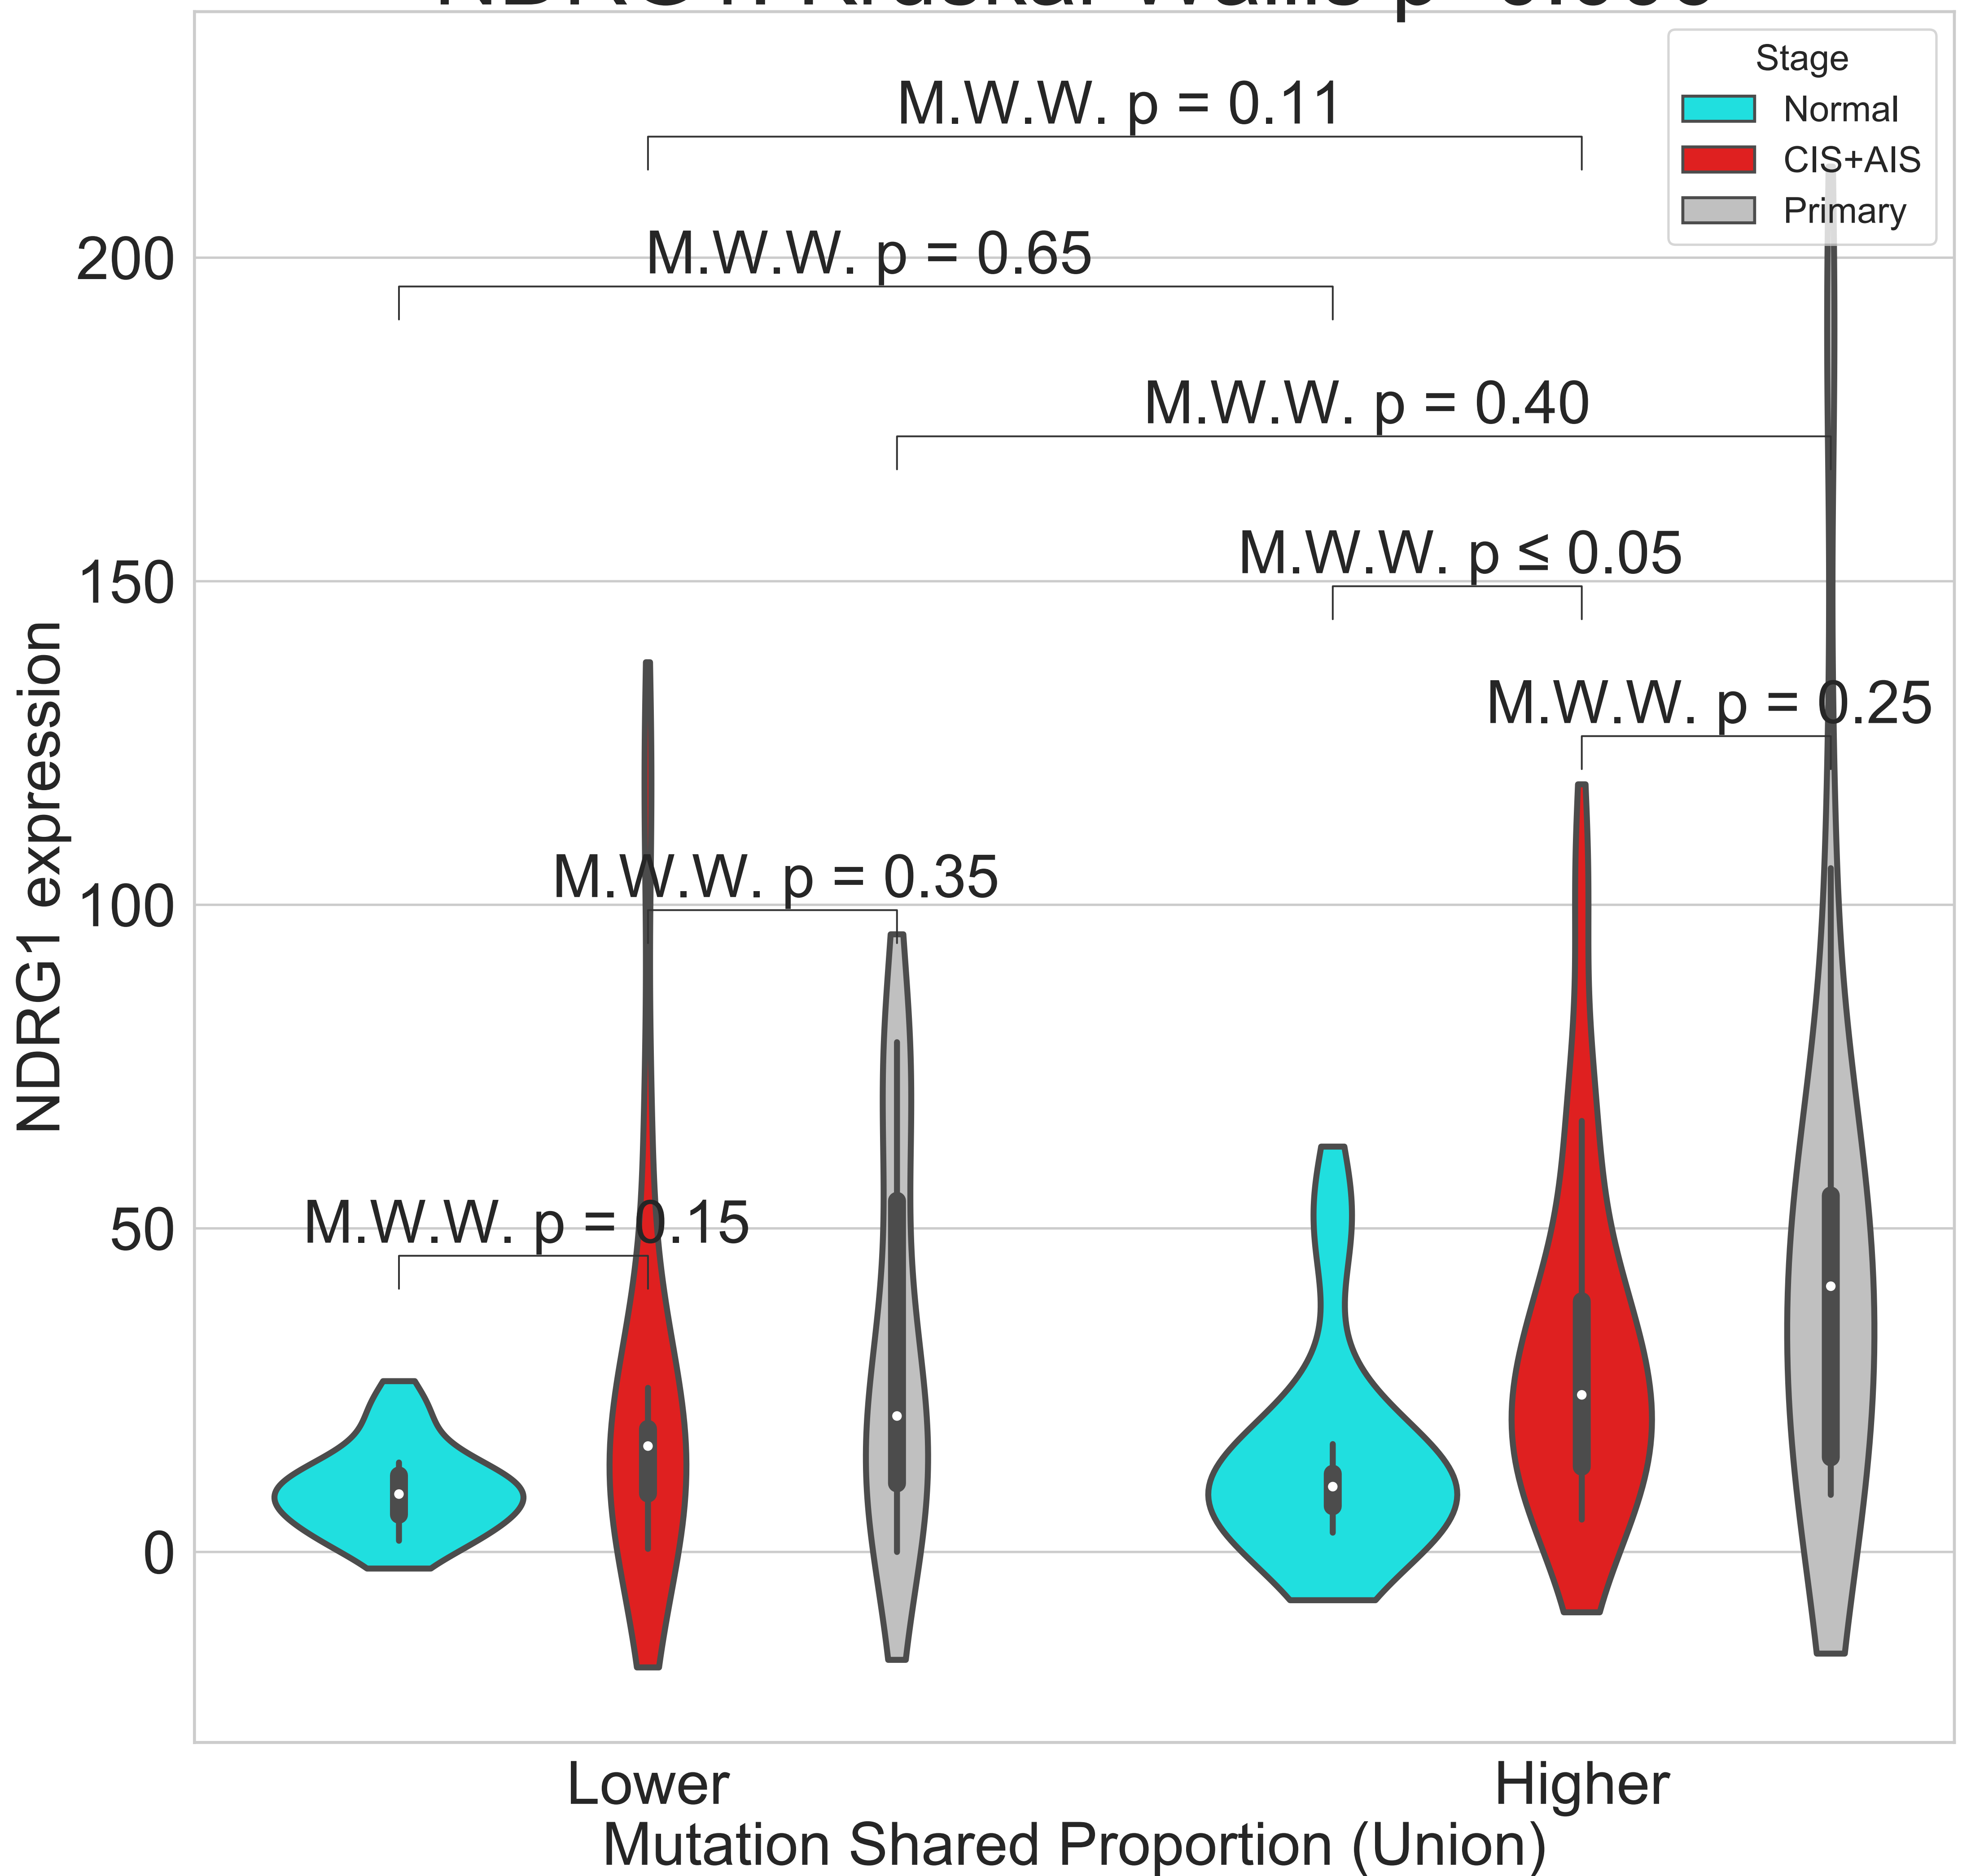 Stage
Normal
CIS+AIS
Primary
M.W.W. p = 0.11
M.W.W. p = 0.65
M.W.W. p = 0.40
M.W.W. p ≤ 0.05
M.W.W. p = 0.25
M.W.W. p = 0.35
M.W.W. p = 0.15
200
150
100
50
0
NDRG1 expression
Lower
Higher
Mutation Shared Proportion (Union)